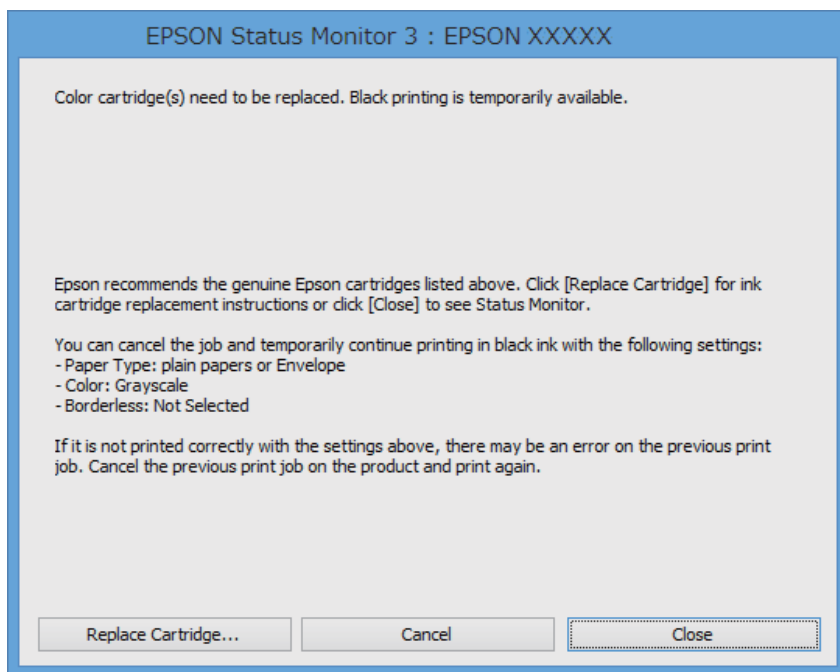 EPSON Status Monitor 3 : EPSON XXXXX
Color cartridge(s) need to be replaced. Black printing is temporarily available.
Epson recommends the genuine Epson cartridges listed above. Click [Replace Cartridge] for ink
cartridge replacement instructions or click [Close] to see Status Monitor.
You can cancel the job and temporarily continue printing in black ink with the following settings:
- Paper Type: plain papers or Envelope
- Color: Grayscale
- Borderless: Not Selected
If it is not printed correctly with the settings above, there may be an error on the previous print
job. Cancel the previous print job on the product and print again.
Replace Cartridge...
Cancel
Close